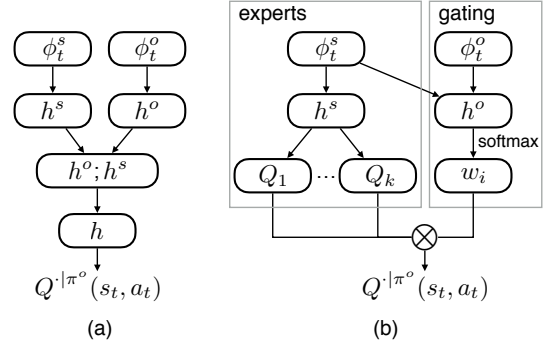 experts gating
ϕ_t^s ϕ_t^o ϕ_t^s ϕ_t^o
h^s h^o h^s h^o
softmax
h^o; h^s Q_1 ... Q_k w_i
h
⊗
Q^{·|π^o}(s_t, a_t) Q^{·|π^o}(s_t, a_t)
(a) (b)